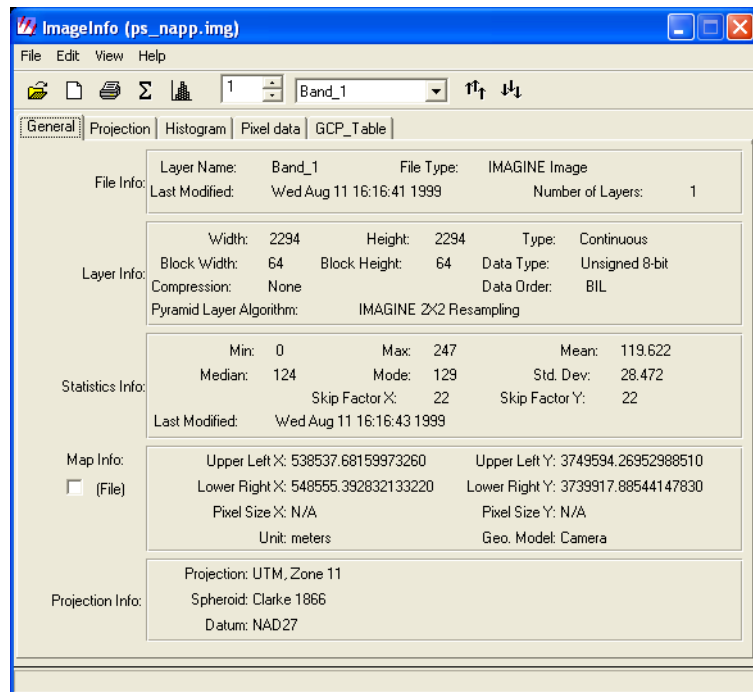 ImageInfo (ps_napp.img)
File Edit View Help
1 Band_1
General Projection Histogram Pixel data GCP_Table
File Info:
Layer Name: Band_1 File Type: IMAGINE Image
Last Modified: Wed Aug 11 16:16:41 1999 Number of Layers: 1
Layer Info:
Width: 2294 Height: 2294 Type: Continuous
Block Width: 64 Block Height: 64 Data Type: Unsigned 8-bit
Compression: None Data Order: BIL
Pyramid Layer Algorithm: IMAGINE 2X2 Resampling
Statistics Info:
Min: 0 Max: 247 Mean: 119.622
Median: 124 Mode: 129 Std. Dev: 28.472
Skip Factor X: 22 Skip Factor Y: 22
Last Modified: Wed Aug 11 16:16:43 1999
Map Info:
(File)
Upper Left X: 538537.68159973260 Upper Left Y: 3749594.26952988510
Lower Right X: 548555.392832133220 Lower Right Y: 3739917.88544147830
Pixel Size X: N/A Pixel Size Y: N/A
Unit: meters Geo. Model: Camera
Projection Info:
Projection: UTM, Zone 11
Spheroid: Clarke 1866
Datum: NAD27